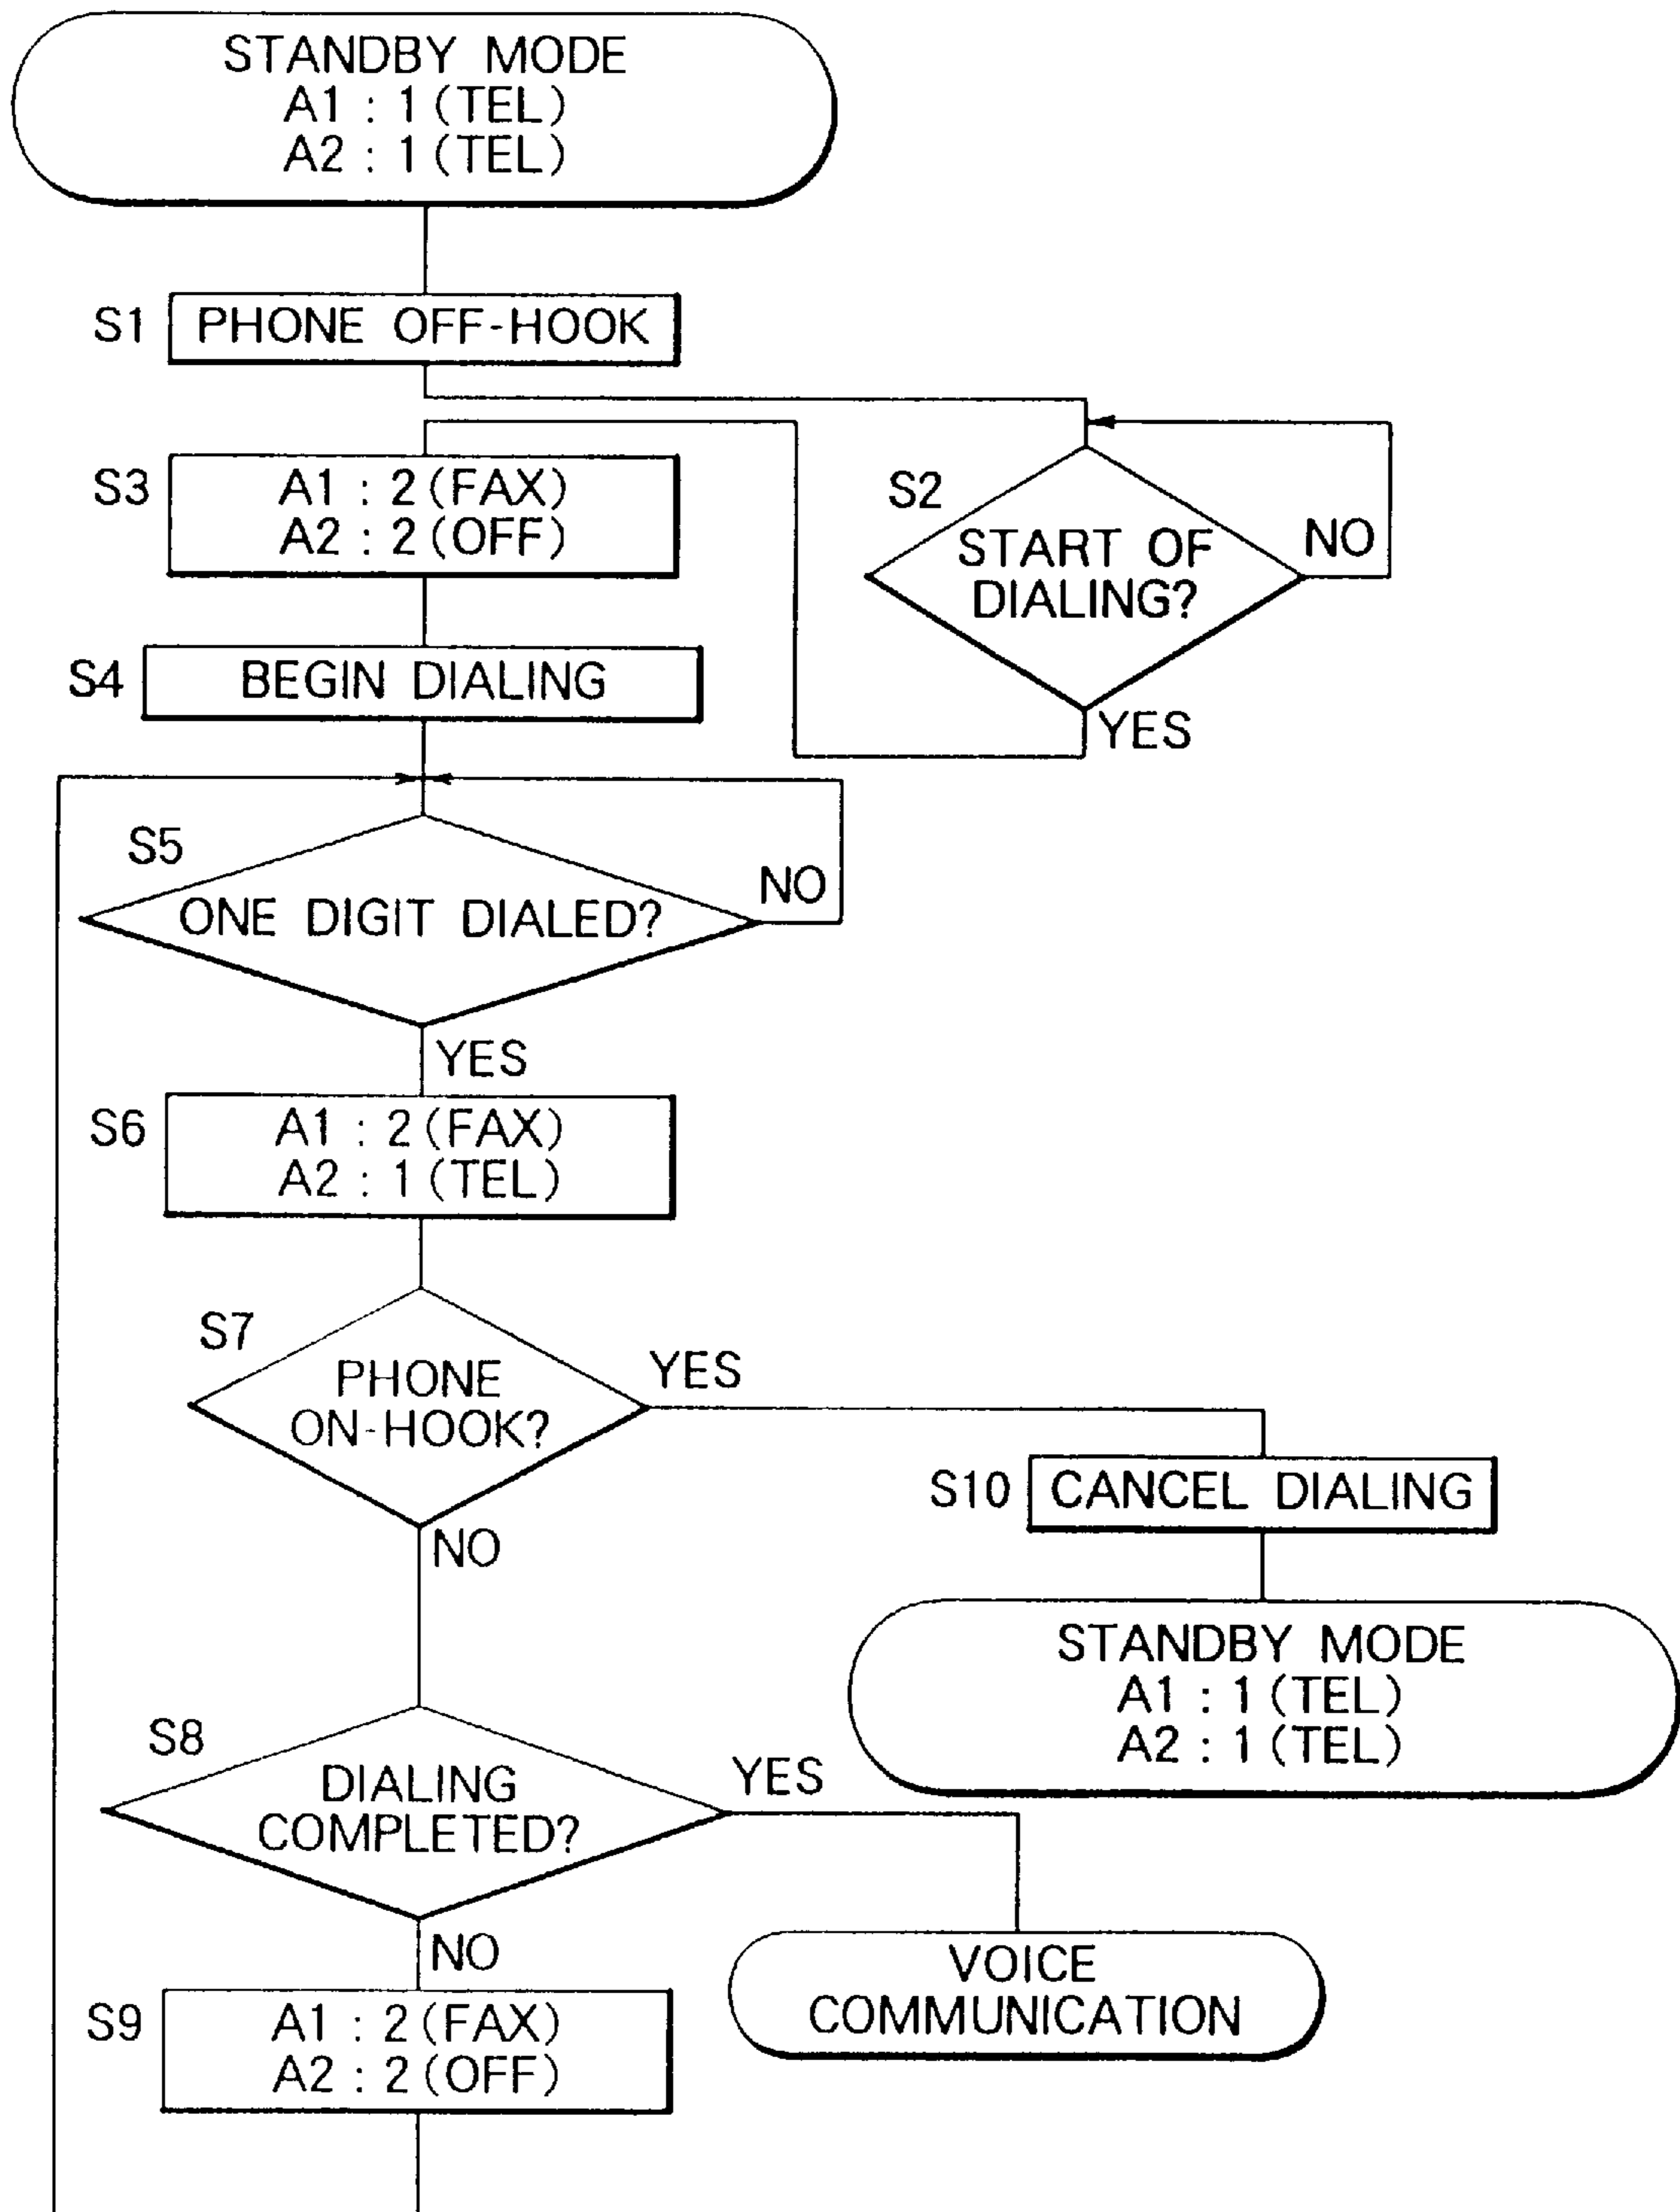 STANDBY MODE
A1 : 1 (TEL)
A2 : 1 (TEL)
S1
PHONE OFF-HOOK
S2
START OF
DIALING?
NO
YES
S3
A1 : 2 (FAX)
A2 : 2 (OFF)
S4
BEGIN DIALING
S5
ONE DIGIT DIALED?
NO
YES
S6
A1 : 2 (FAX)
A2 : 1 (TEL)
S7
PHONE
ON-HOOK?
YES
NO
S10
CANCEL DIALING
STANDBY MODE
A1 : 1 (TEL)
A2 : 1 (TEL)
S8
DIALING
COMPLETED?
YES
NO
VOICE
COMMUNICATION
S9
A1 : 2 (FAX)
A2 : 2 (OFF)